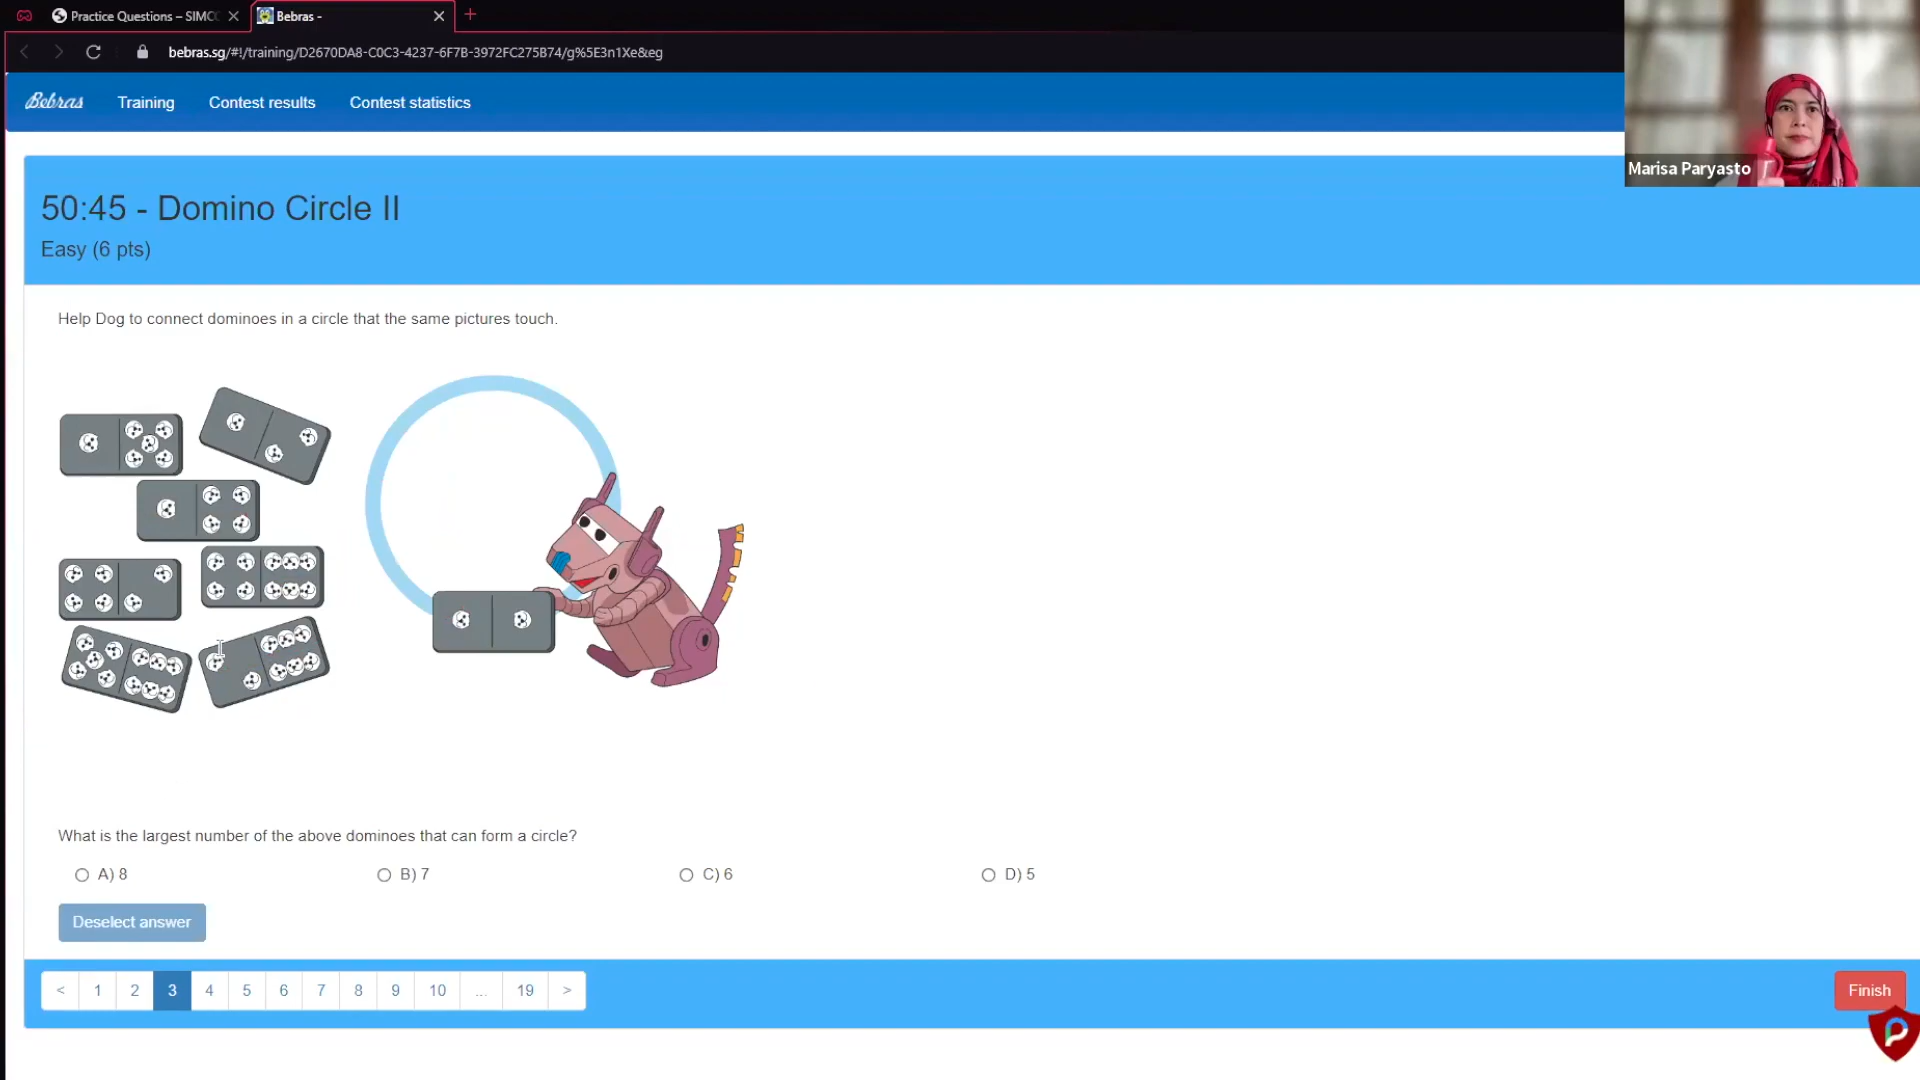 Practice Questions – SIMCC
Bebras -
bebras.sg/#!/training/D2670DA8-C0C3-4237-6F7B-3972FC275B74/g%5E3n1Xe&eg
Bebras
Training
Contest results
Contest statistics
Marisa Paryasto
50:45 - Domino Circle II
Easy (6 pts)
Help Dog to connect dominoes in a circle that the same pictures touch.
What is the largest number of the above dominoes that can form a circle?
A) 8
B) 7
C) 6
D) 5
Deselect answer
< 1 2 3 4 5 6 7 8 9 10 ... 19 >
Finish